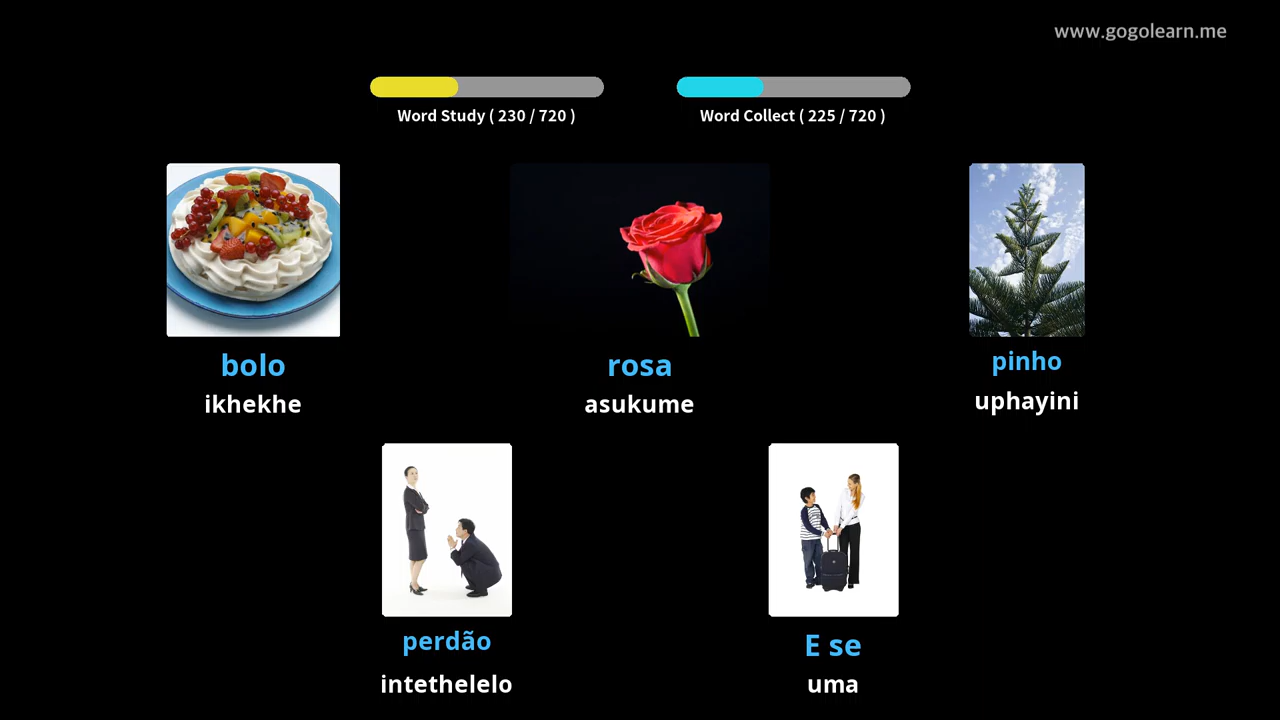 www.gogolearn.me
Word Study ( 230 / 720 )
Word Collect ( 225 / 720 )
bolo
ikhekhe
rosa
asukume
pinho
uphayini
perdão
intethelelo
E se
uma